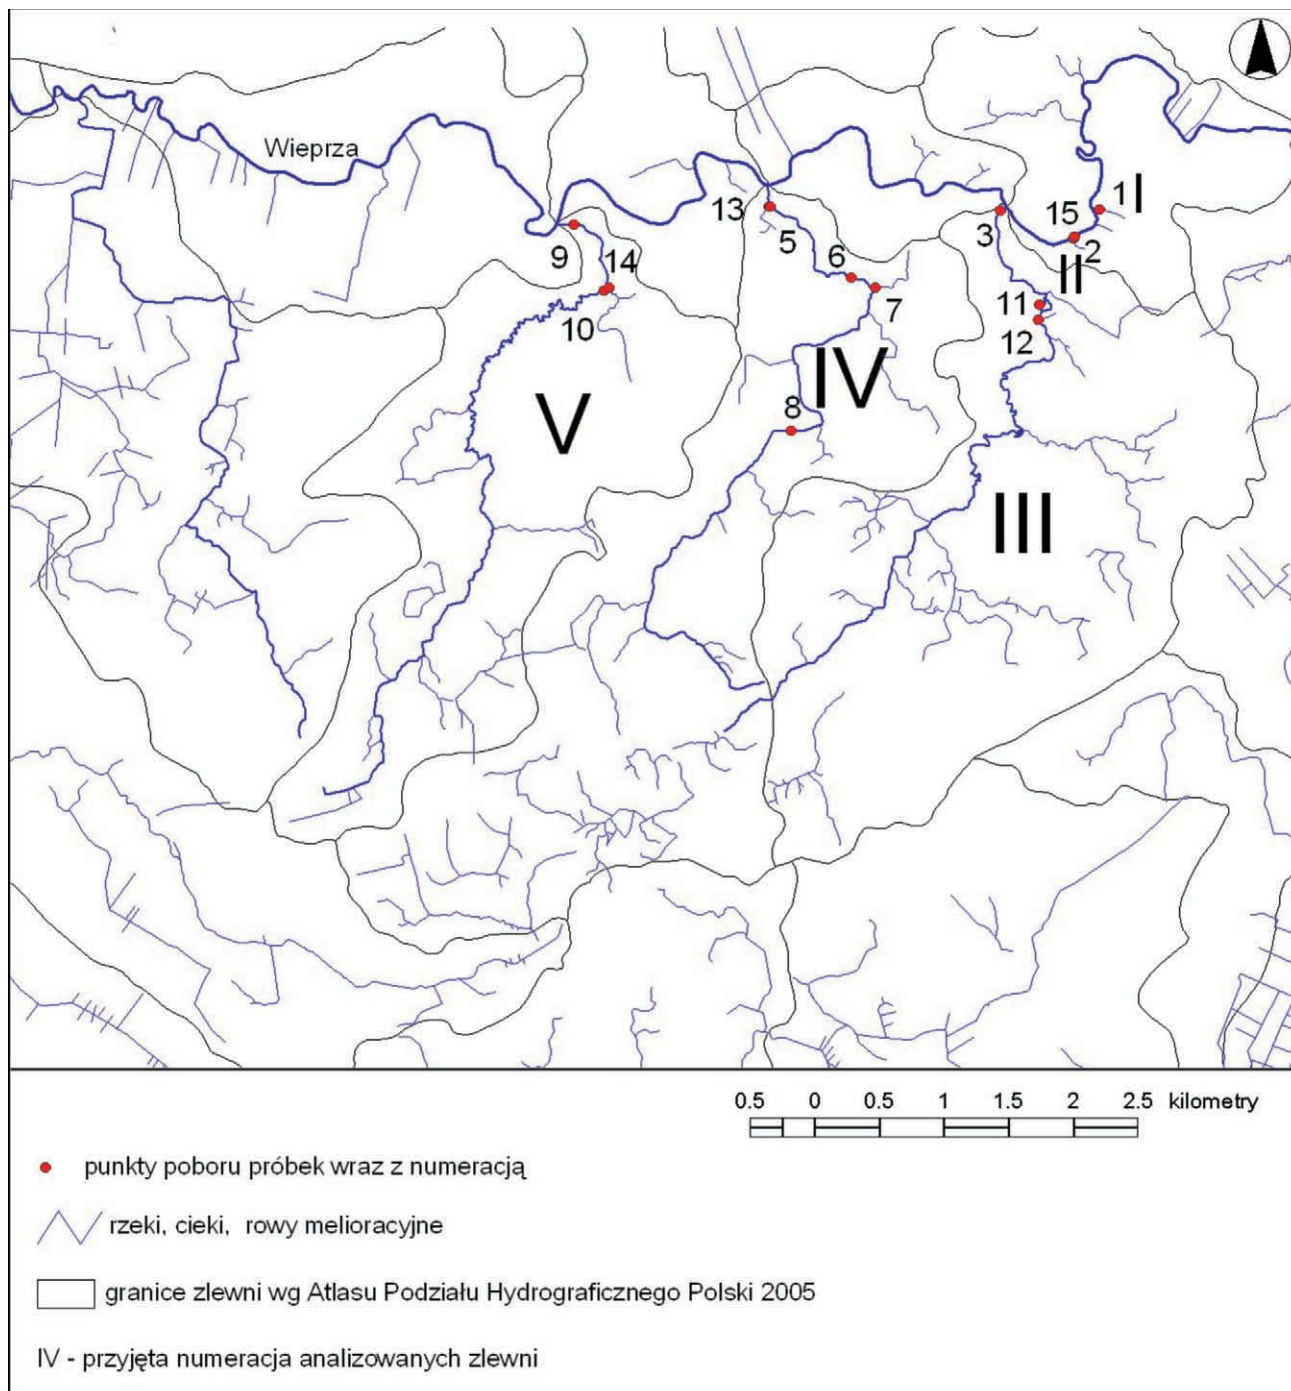 Wieprza
1 I
15
2
13
3
5
II
9
6
14
7
11
10
12
IV
8
V
III
0.5 0 0.5 1 1.5 2 2.5 kilometry
punkty poboru próbek wraz z numeracją
rzeki, cieki, rowy melioracyjne
granice zlewni wg Atlasu Podziału Hydrograficznego Polski 2005
IV - przyjęta numeracja analizowanych zlewni